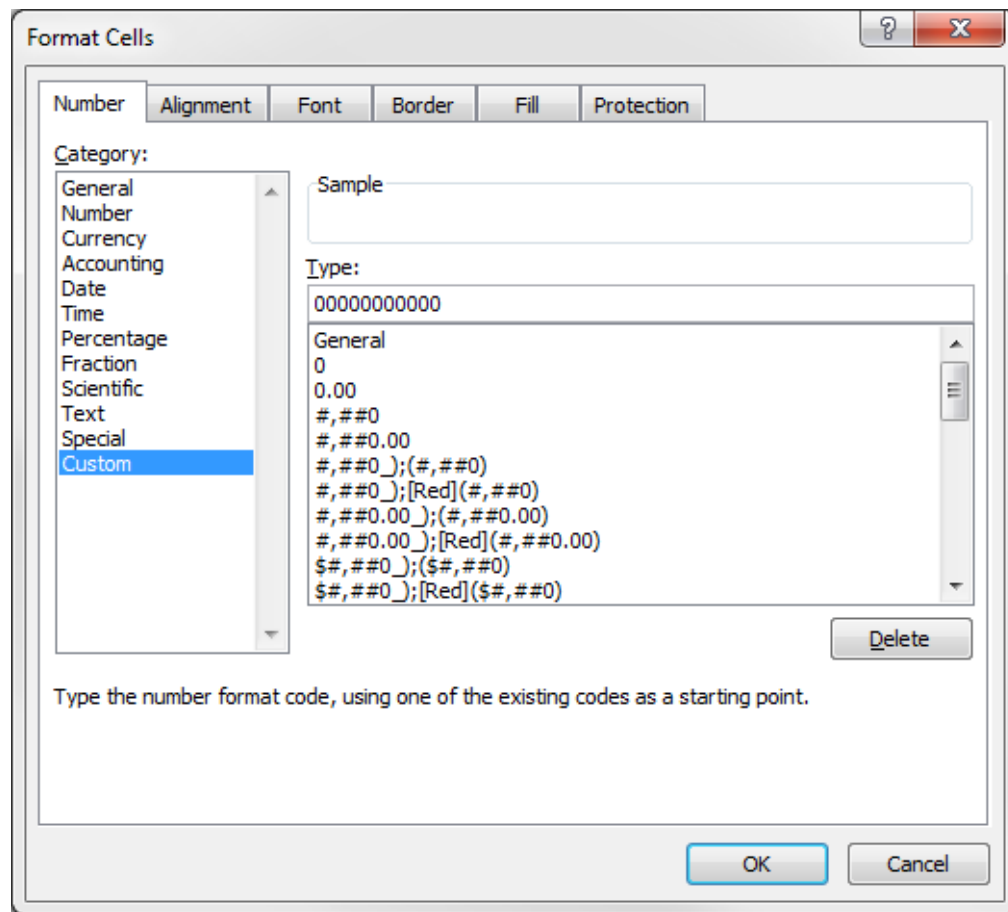 Format Cells
Number Alignment Font Border Fill Protection
Category:
General
Number
Currency
Accounting
Date
Time
Percentage
Fraction
Scientific
Text
Special
Custom
Sample
Type:
00000000000
General
0
0.00
#,##0
#,##0.00
#,##0_);(#,##0)
#,##0_);[Red](#,##0)
#,##0.00_);(#,##0.00)
#,##0.00_);[Red](#,##0.00)
$#,##0_);($#,##0)
$#,##0_);[Red]($#,##0)
Delete
Type the number format code, using one of the existing codes as a starting point.
OK Cancel